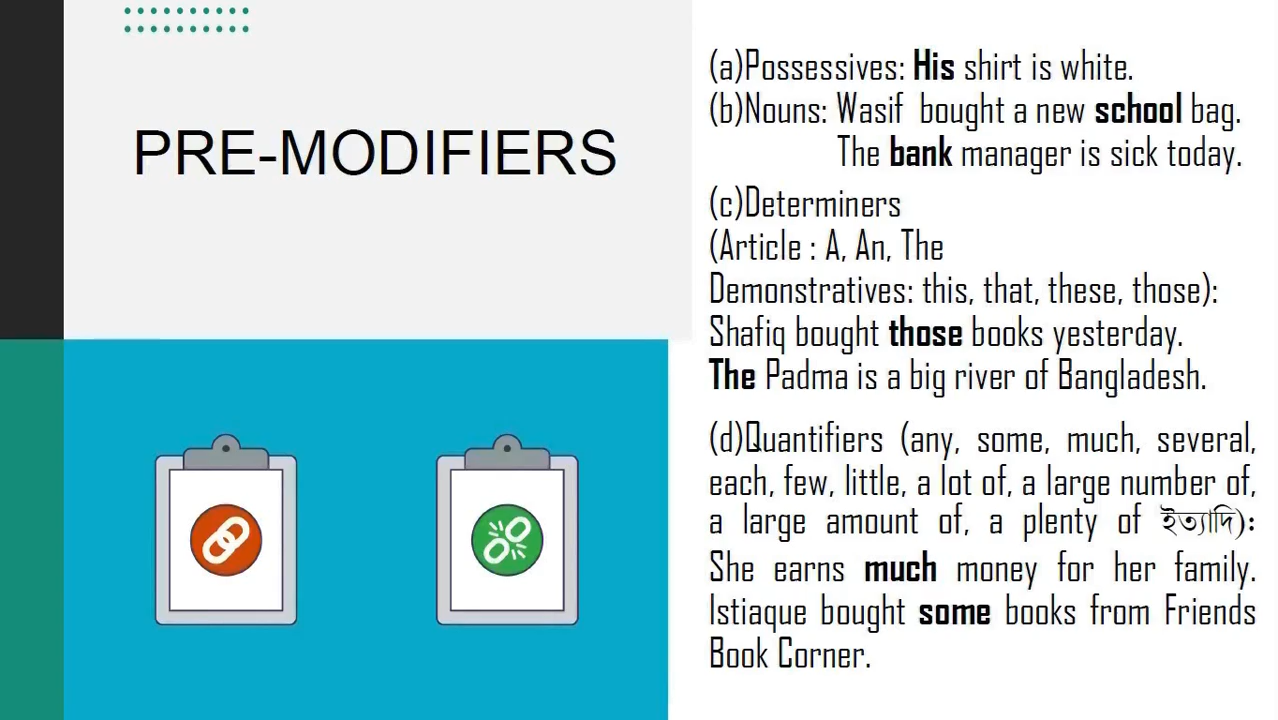 PRE-MODIFIERS
(a)Possessives: His shirt is white.
(b)Nouns: Wasif bought a new school bag.
The bank manager is sick today.
(c)Determiners
(Article : A, An, The
Demonstratives: this, that, these, those):
Shafiq bought those books yesterday.
The Padma is a big river of Bangladesh.
(d)Quantifiers (any, some, much, several,
each, few, little, a lot of, a large number of,
a large amount of, a plenty of ইত্যাদি):
She earns much money for her family.
Istiaque bought some books from Friends
Book Corner.